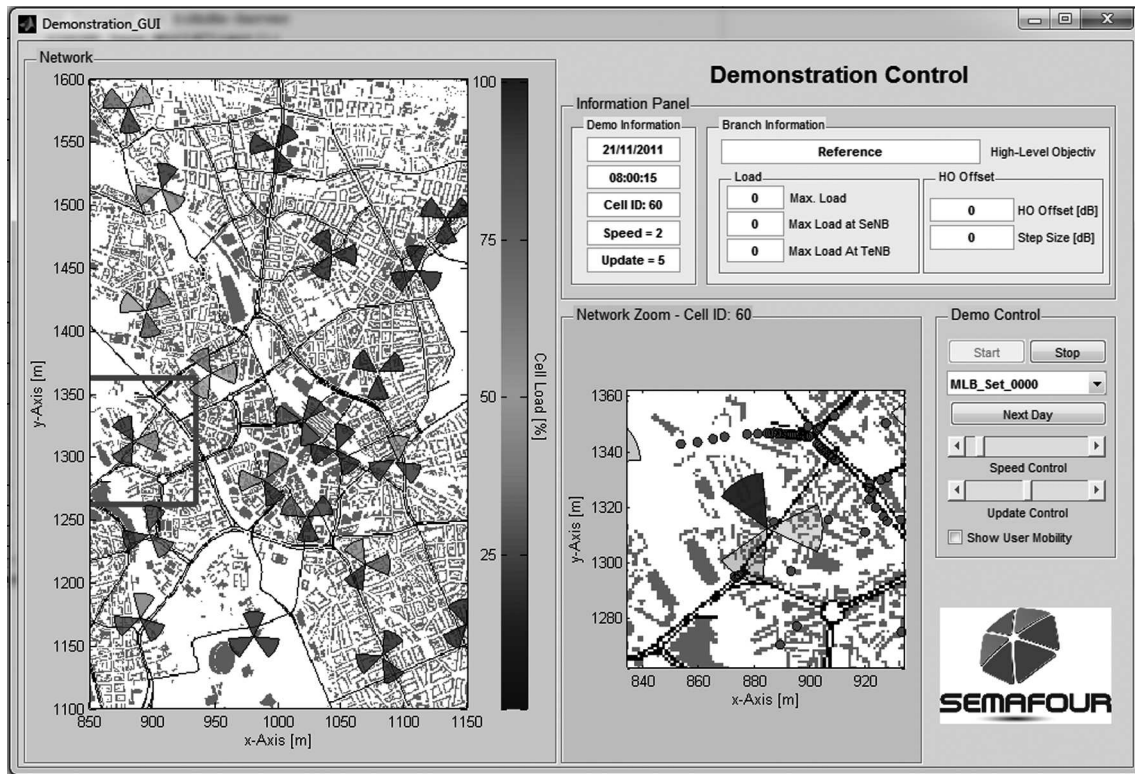 Demonstration_GUI
Network
1600
1550
1500
1450
1400
1350
1300
1250
1200
1150
1100
y-Axis [m]
850
900
950
1000
1050
1100
1150
x-Axis [m]
100
75
50
25
Cell Load [%]
Demonstration Control
Information Panel
Demo Information
21/11/2011
08:00:15
Cell ID: 60
Speed = 2
Update = 5
Branch Information
Reference
High-Level Objectiv
Load
0 Max. Load
0 Max Load at SeNB
0 Max Load At TeNB
HO Offset
0 HO Offset [dB]
0 Step Size [dB]
Network Zoom - Cell ID: 60
1360
1340
1320
1300
1280
y-Axis [m]
840
860
880
900
920
x-Axis [m]
Demo Control
Start
Stop
MLB_Set_0000
Next Day
Speed Control
Update Control
Show User Mobility
SEMAFOUR